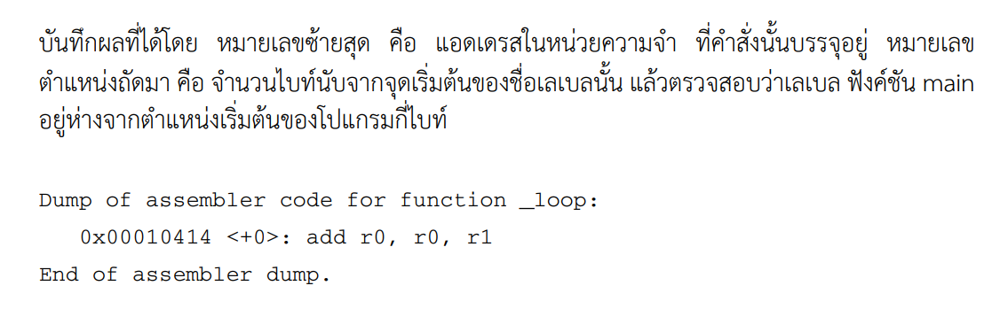 บันทึกผลที่ได้โดย หมายเลขซ้ายสุด คือ แอดเดรสในหน่วยความจำ ที่คำสั่งนั้นบรรจุอยู่ หมายเลข
ตำแหน่งถัดมา คือ จำนวนไบท์นับจากจุดเริ่มต้นของชื่อเลเบลนั้น แล้วตรวจสอบว่าเลเบล ฟังค์ชัน main
อยู่ห่างจากตำแหน่งเริ่มต้นของโปแกรมกี่ไบท์
Dump of assembler code for function _loop:
0x00010414 <+0>: add r0, r0, r1
End of assembler dump.